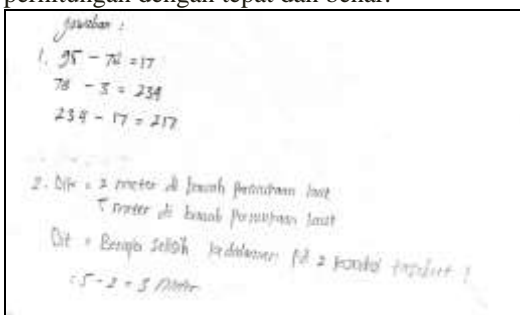 perhitungan dengan tepat dan benar.
Jawaban :
1. 95 - 78 = 17
78 - 3 = 234
234 - 17 = 217
2. Dik = 2 meter di bawah permukaan laut
5 meter di bawah permukaan laut
Dit = Berapa selisih kedalaman 2 kondisi tersebut ?
= 5 - 2 = 3 meter